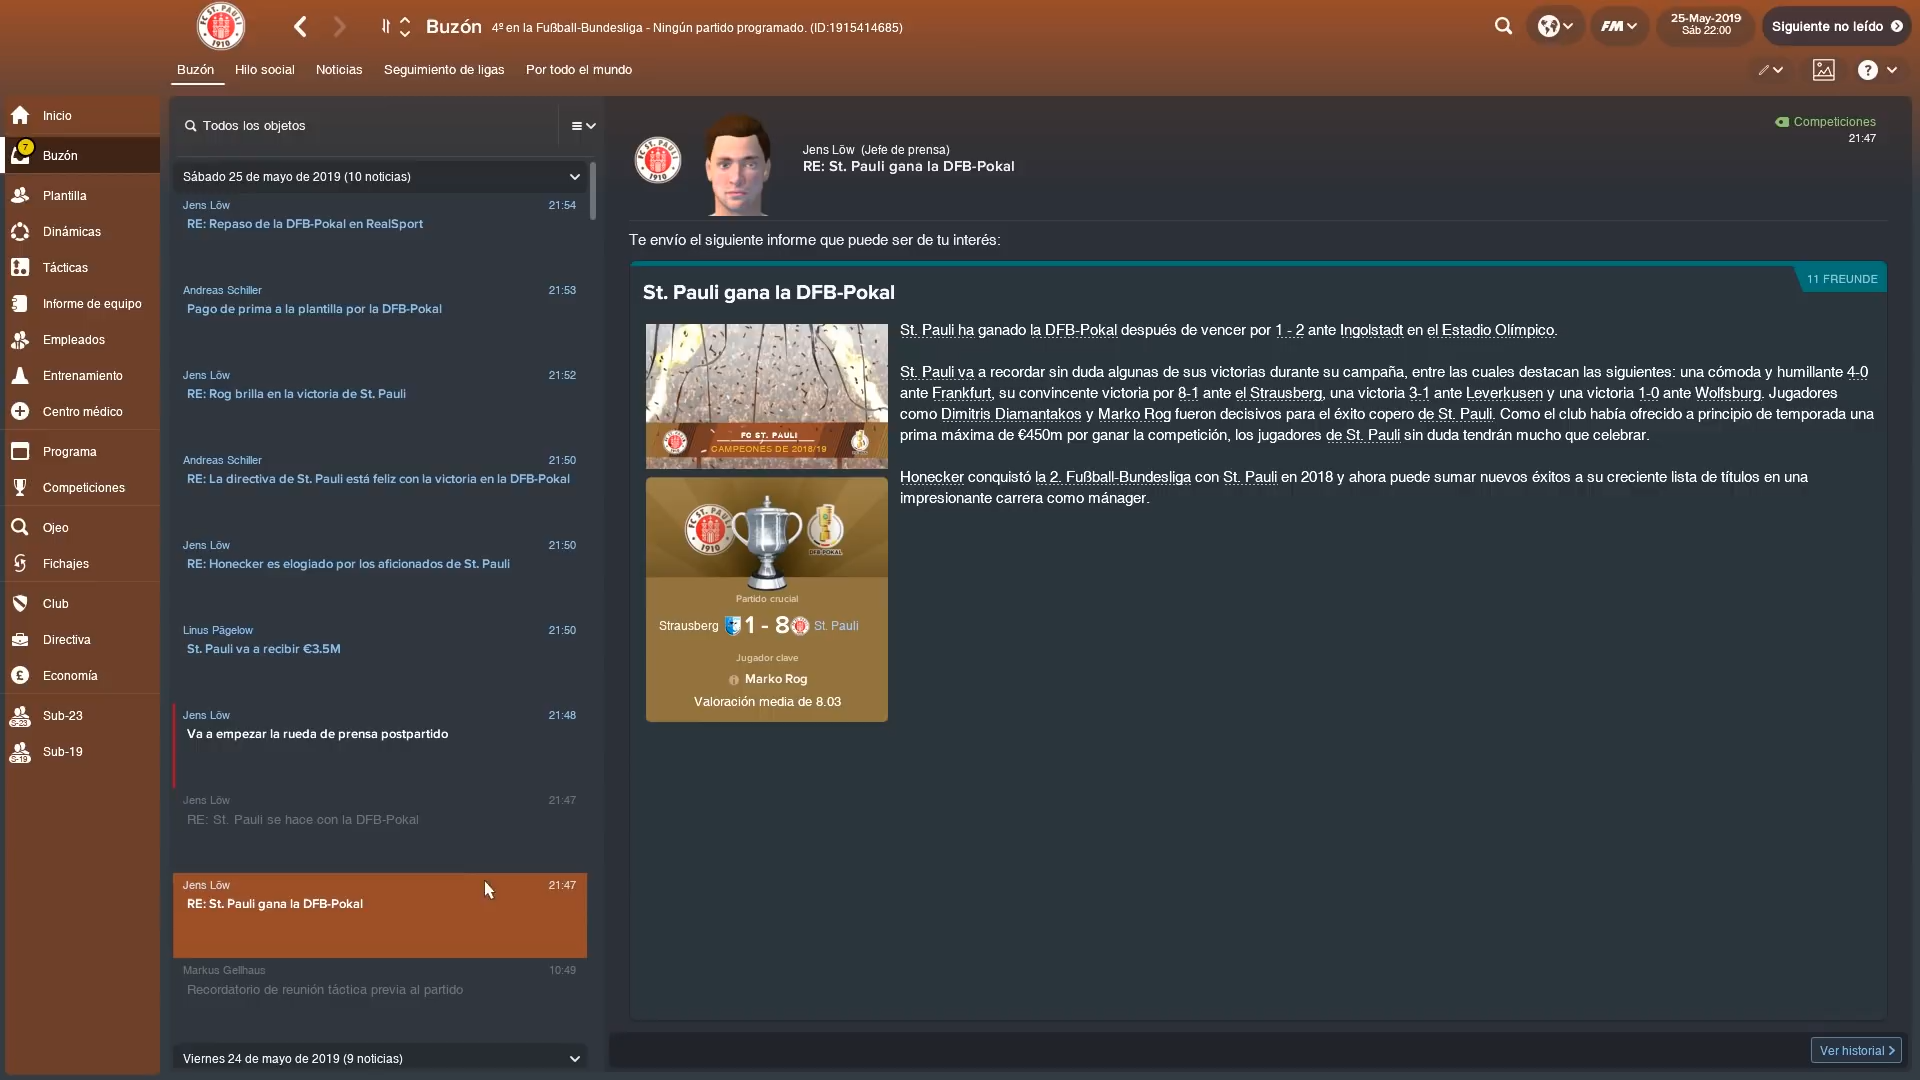 Buzón
4º en la Fußball-Bundesliga - Ningún partido programado. (ID:1915414685)
FM
25-May-2019
Sáb 22:00
Siguiente no leído
Buzón
Hilo social
Noticias
Seguimiento de ligas
Por todo el mundo
Inicio
7
Buzón
Plantilla
Dinámicas
Tácticas
Informe de equipo
Empleados
Entrenamiento
Centro médico
Programa
Competiciones
Ojeo
Fichajes
Club
Directiva
Economía
S-23
Sub-23
S-19
Sub-19
Todos los objetos
Sábado 25 de mayo de 2019 (10 noticias)
Jens Löw 21:54
RE: Repaso de la DFB-Pokal en RealSport
Andreas Schiller 21:53
Pago de prima a la plantilla por la DFB-Pokal
Jens Löw 21:52
RE: Rog brilla en la victoria de St. Pauli
Andreas Schiller 21:50
RE: La directiva de St. Pauli está feliz con la victoria en la DFB-Pokal
Jens Löw 21:50
RE: Honecker es elogiado por los aficionados de St. Pauli
Linus Pägelow 21:50
St. Pauli va a recibir €3.5M
Jens Löw 21:48
Va a empezar la rueda de prensa postpartido
Jens Löw 21:47
RE: St. Pauli se hace con la DFB-Pokal
Jens Löw 21:47
RE: St. Pauli gana la DFB-Pokal
Markus Gellhaus 10:49
Recordatorio de reunión táctica previa al partido
Viernes 24 de mayo de 2019 (9 noticias)
Jens Löw (Jefe de prensa)
RE: St. Pauli gana la DFB-Pokal
Competiciones
21:47
Te envío el siguiente informe que puede ser de tu interés:
11 FREUNDE
St. Pauli gana la DFB-Pokal
St. Pauli ha ganado la DFB-Pokal después de vencer por 1 - 2 ante Ingolstadt en el Estadio Olímpico.
St. Pauli va a recordar sin duda algunas de sus victorias durante su campaña, entre las cuales destacan las siguientes: una cómoda y humillante 4-0
ante Frankfurt, su convincente victoria por 8-1 ante el Strausberg, una victoria 3-1 ante Leverkusen y una victoria 1-0 ante Wolfsburg. Jugadores
como Dimitris Diamantakos y Marko Rog fueron decisivos para el éxito copero de St. Pauli. Como el club había ofrecido a principio de temporada una
prima máxima de €450m por ganar la competición, los jugadores de St. Pauli sin duda tendrán mucho que celebrar.
Honecker conquistó la 2. Fußball-Bundesliga con St. Pauli en 2018 y ahora puede sumar nuevos éxitos a su creciente lista de títulos en una
impresionante carrera como mánager.
FC ST. PAULI
CAMPEONES DE 2018/19
FC ST. PAULI
1910
DFB-POKAL
Partido crucial
Strausberg 1 - 8 St. Pauli
Jugador clave
Marko Rog
Valoración media de 8.03
Ver historial